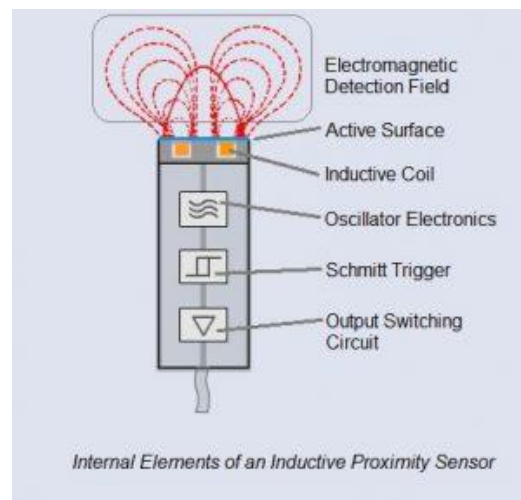 Electromagnetic
Detection Field
Active Surface
Inductive Coil
Oscillator Electronics
Schmitt Trigger
Output Switching
Circuit
Internal Elements of an Inductive Proximity Sensor